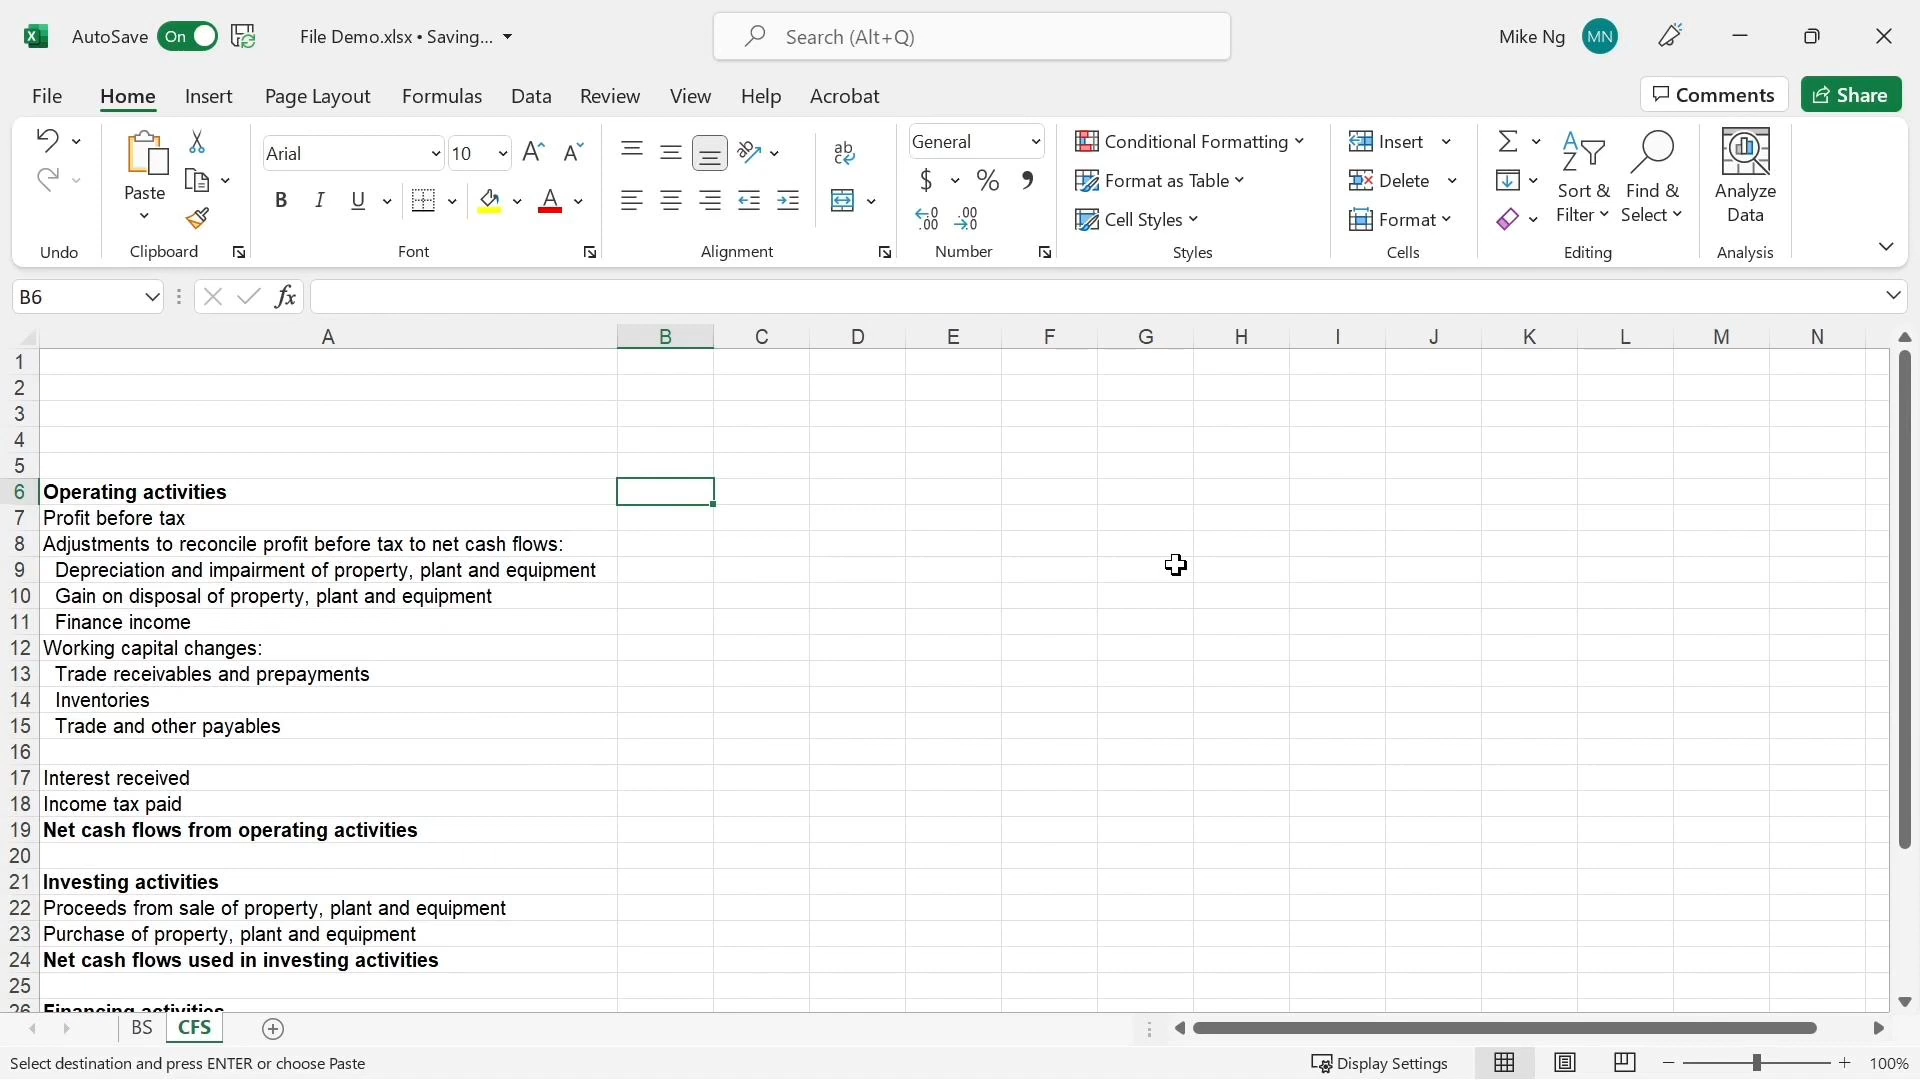 AutoSave On File Demo.xlsx • Saving... Search (Alt+Q) Mike Ng MN
File Home Insert Page Layout Formulas Data Review View Help Acrobat Comments Share
Arial 10 General
Paste
B I U
Conditional Formatting
Format as Table
Cell Styles
Insert
Delete
Format
Sort & Filter
Find & Select
Analyze Data
Undo Clipboard Font Alignment Number Styles Cells Editing Analysis
B6 fx
A B C D E F G H I J K L M N
1
2
3
4
5
6 Operating activities
7 Profit before tax
8 Adjustments to reconcile profit before tax to net cash flows:
9 Depreciation and impairment of property, plant and equipment
10 Gain on disposal of property, plant and equipment
11 Finance income
12 Working capital changes:
13 Trade receivables and prepayments
14 Inventories
15 Trade and other payables
16
17 Interest received
18 Income tax paid
19 Net cash flows from operating activities
20
21 Investing activities
22 Proceeds from sale of property, plant and equipment
23 Purchase of property, plant and equipment
24 Net cash flows used in investing activities
25
26 Financing activities
BS CFS
Select destination and press ENTER or choose Paste Display Settings 100%